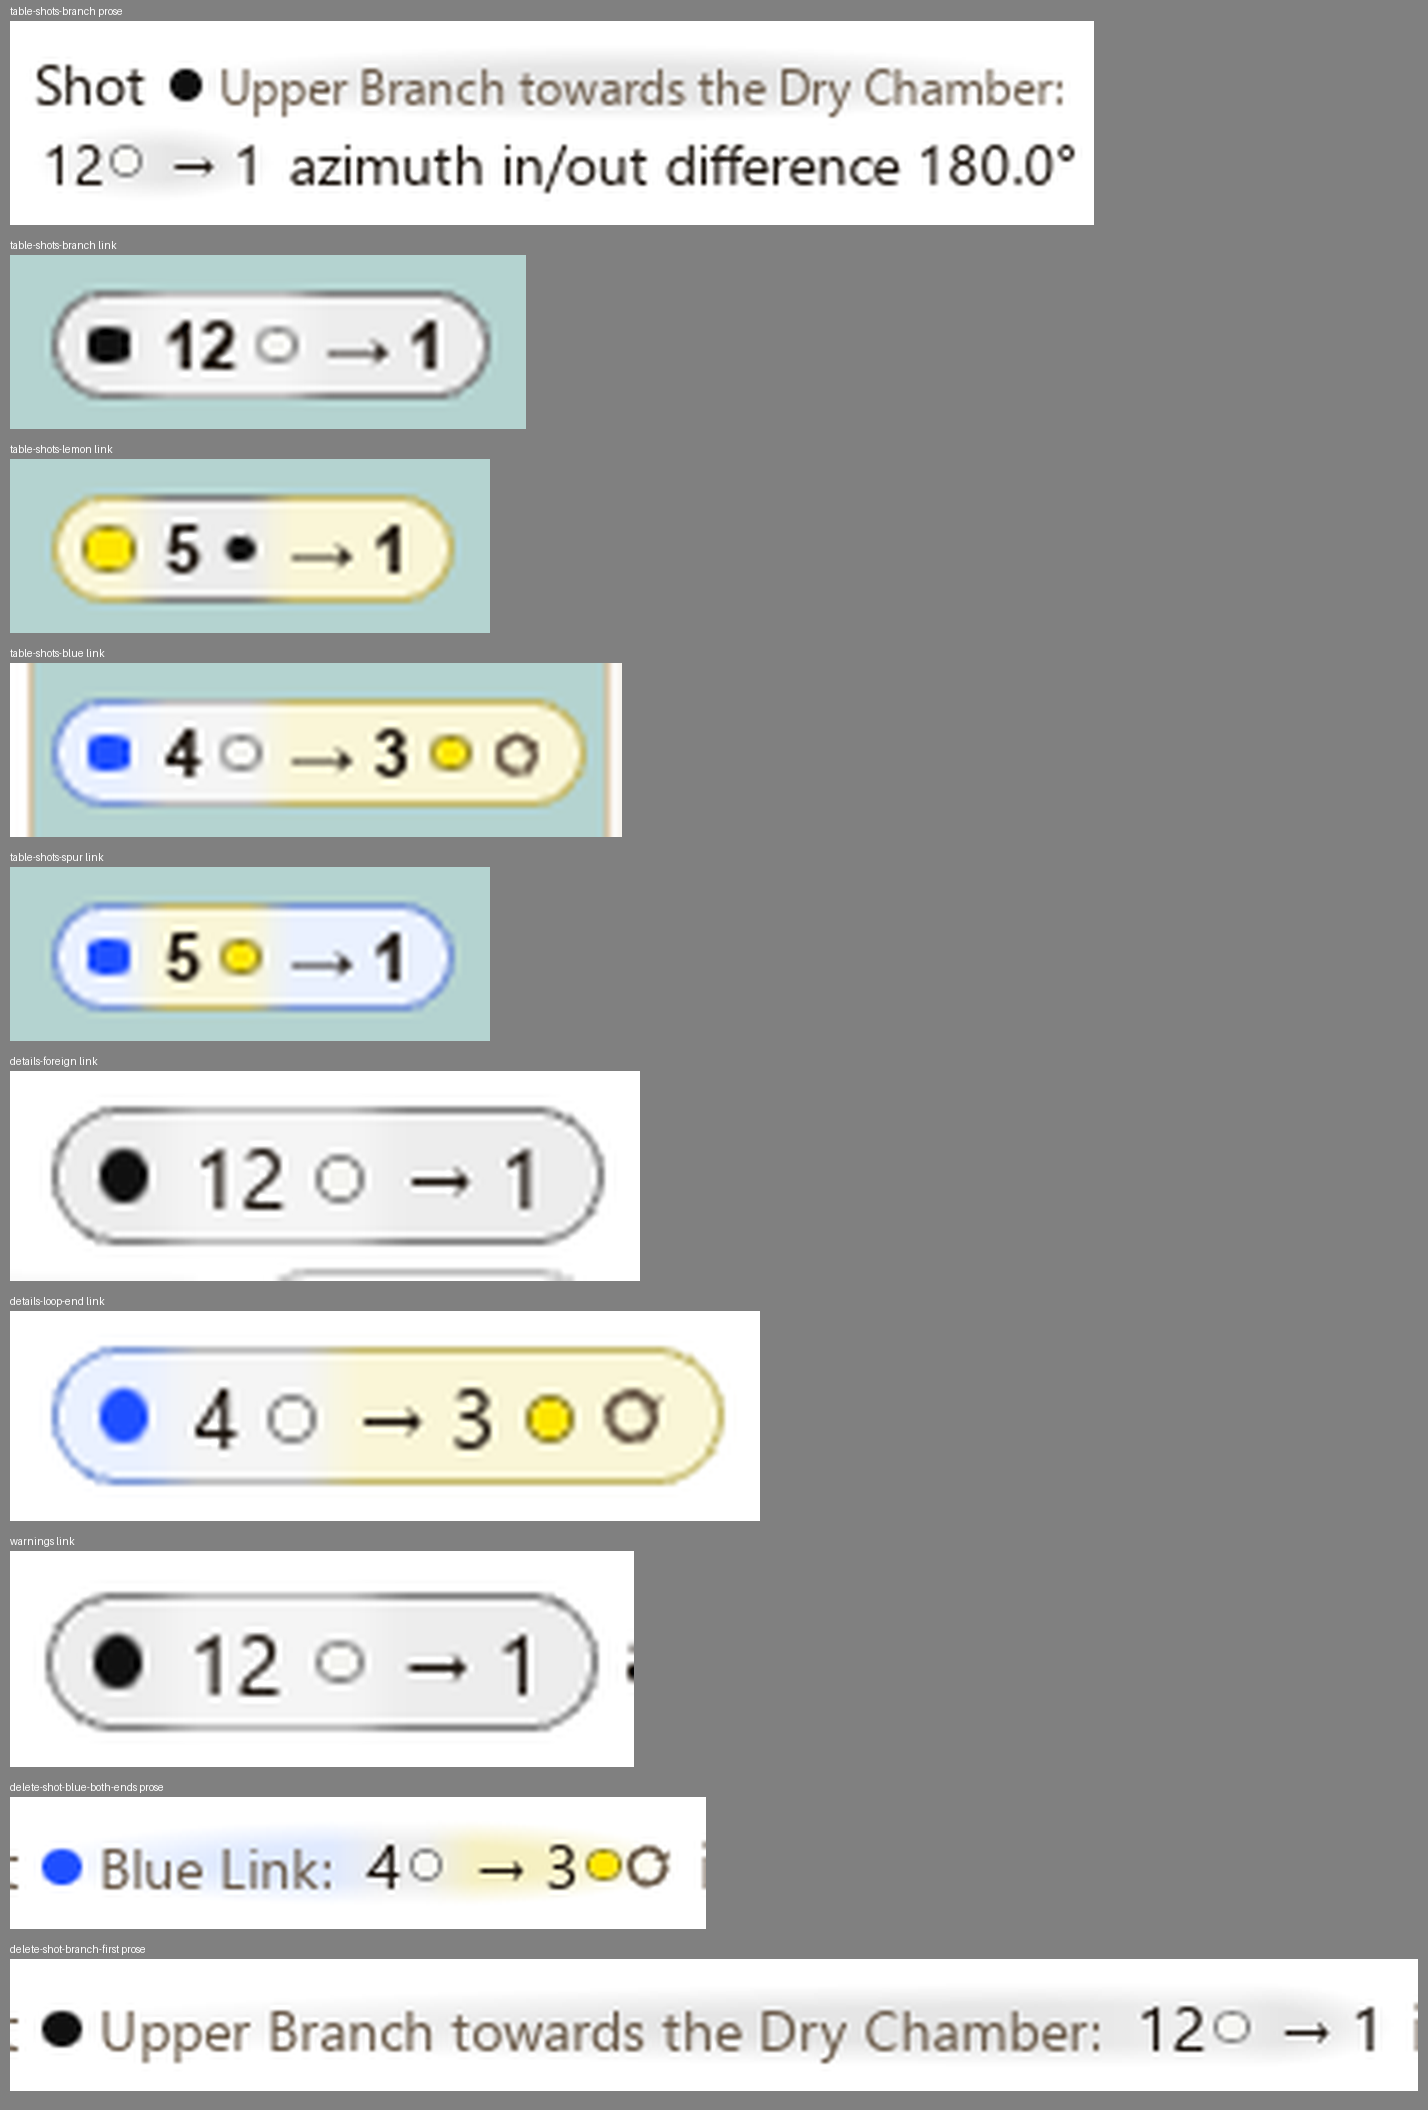 table-shots-branch prose
Shot ● Upper Branch towards the Dry Chamber:
12○ → 1 azimuth in/out difference 180.0°
table-shots-branch link
12 ○ → 1
table-shots-lemon link
5 ● → 1
table-shots-blue link
4 ○ → 3
table-shots-spur link
5 → 1
details-foreign link
● 12 ○ → 1
details-loop-end link
4 ○ → 3
warnings link
● 12 ○ → 1
delete-shot-blue-both-ends prose
Blue Link: 4○ → 3
delete-shot-branch-first prose
● Upper Branch towards the Dry Chamber: 12○ → 1